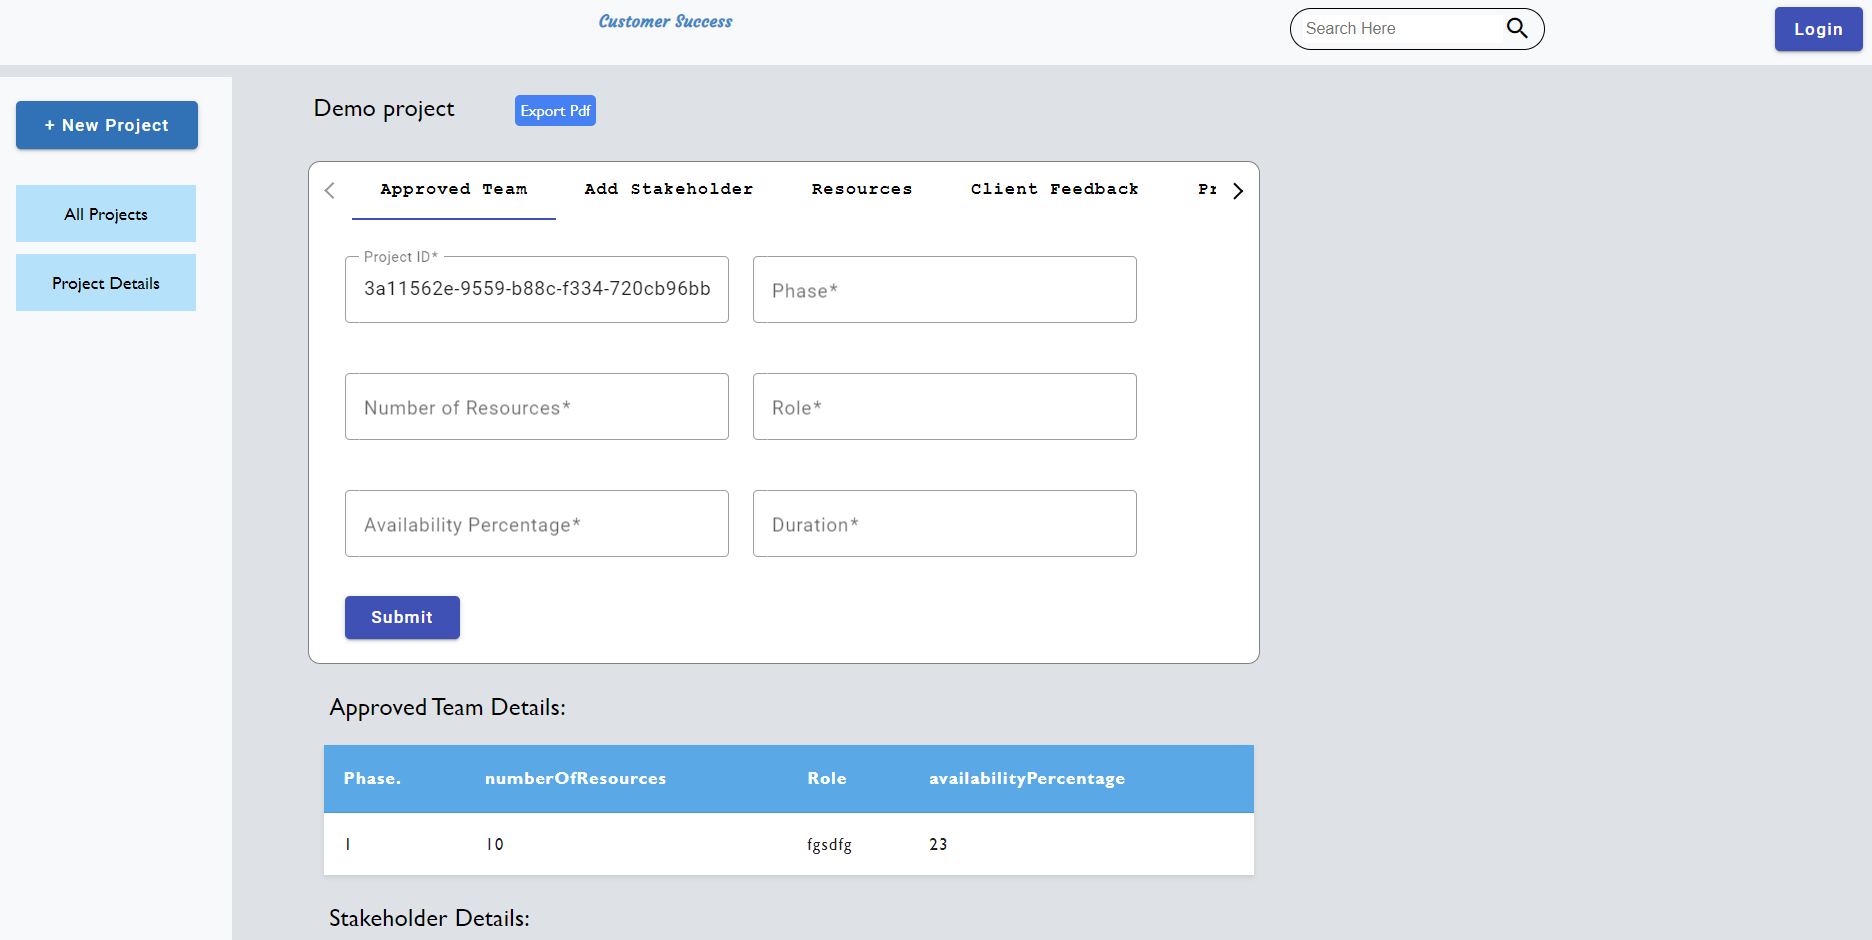 Customer Success
Search Here
Login
+ New Project
All Projects
Project Details
Demo project
Export Pdf
Approved Team
Add Stakeholder
Resources
Client Feedback
Project ID*
3a11562e-9559-b88c-f334-720cb96bb
Phase*
Number of Resources*
Role*
Availability Percentage*
Duration*
Submit
Approved Team Details:
Phase. numberOfResources Role availabilityPercentage
1 10 fgsdfg 23
Stakeholder Details: